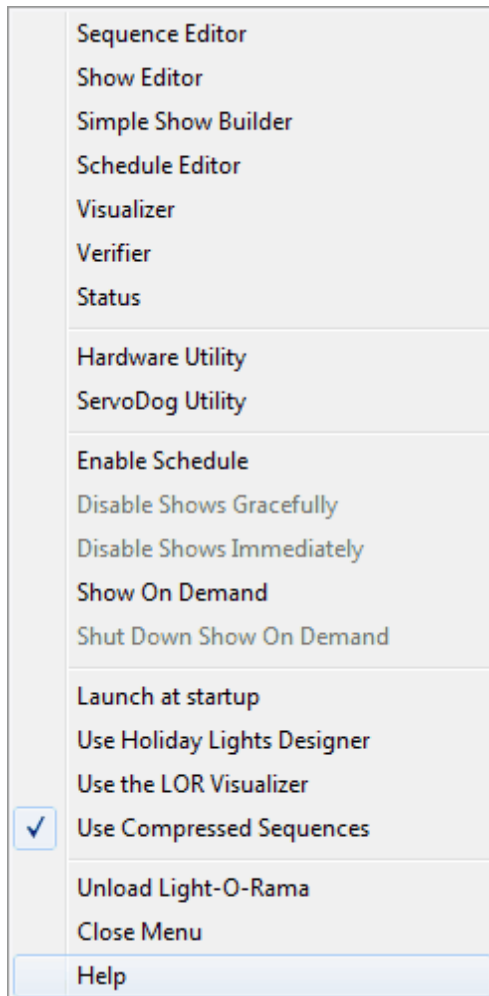 Sequence Editor
Show Editor
Simple Show Builder
Schedule Editor
Visualizer
Verifier
Status
Hardware Utility
ServoDog Utility
Enable Schedule
Disable Shows Gracefully
Disable Shows Immediately
Show On Demand
Shut Down Show On Demand
Launch at startup
Use Holiday Lights Designer
Use the LOR Visualizer
Use Compressed Sequences
Unload Light-O-Rama
Close Menu
Help